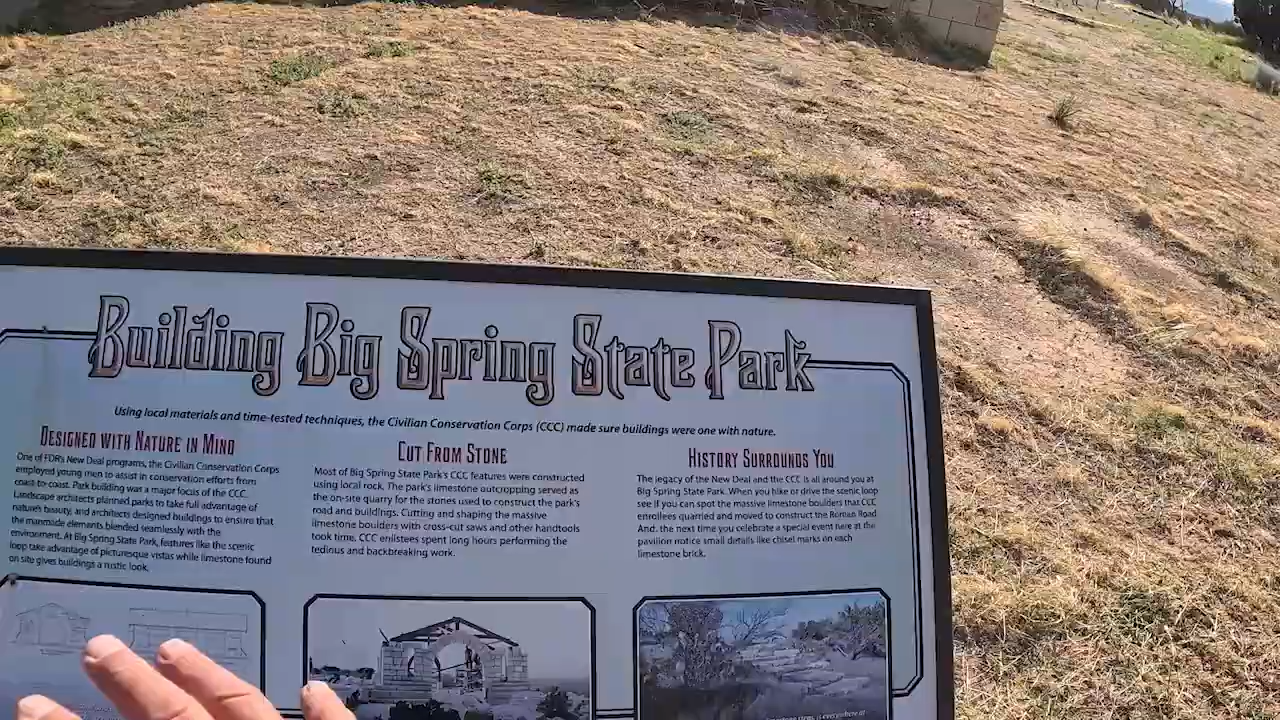 Building Big Spring State Park
Using local materials and time-tested techniques, the Civilian Conservation Corps (CCC) made sure buildings were one with nature.
DESIGNED WITH NATURE IN MIND
One of FDR's New Deal programs, the Civilian Conservation Corps
employed young men to assist in conservation efforts from
coast-to-coast. Park building was a major focus of the CCC.
Landscape architects planned parks to take full advantage of
nature's beauty, and architects designed buildings to ensure that
the manmade elements blended seamlessly with the
environment. At Big Spring State Park, features like the scenic
loop take advantage of picturesque vistas while limestone found
on site gives buildings a rustic look.
CUT FROM STONE
Most of Big Spring State Park's CCC features were constructed
using local rock. The park's limestone outcropping served as
the on-site quarry for the stones used to construct the park's
road and buildings. Cutting and shaping the massive
limestone boulders with cross-cut saws and other handtools
took time. CCC enlistees spent long hours performing the
tedious and backbreaking work.
HISTORY SURROUNDS YOU
The legacy of the New Deal and the CCC is all around you at
Big Spring State Park. When you hike or drive the scenic loop
see if you can spot the massive limestone boulders that CCC
enrollees quarried and moved to construct the Roman Road
And, the next time you celebrate a special event here at the
pavilion notice small details like chisel marks on each
limestone brick.
is everywhere at